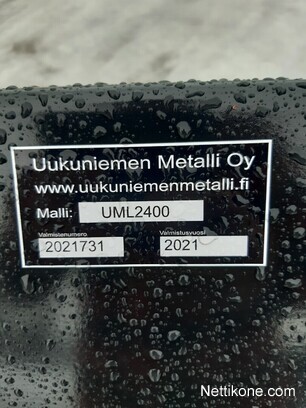 Uukuniemen Metalli Oy
www.uukuniemenmetalli.fi
Malli: UML2400
Valmistenumero Valmistusvuosi
2021731 2021
Nettikone.com